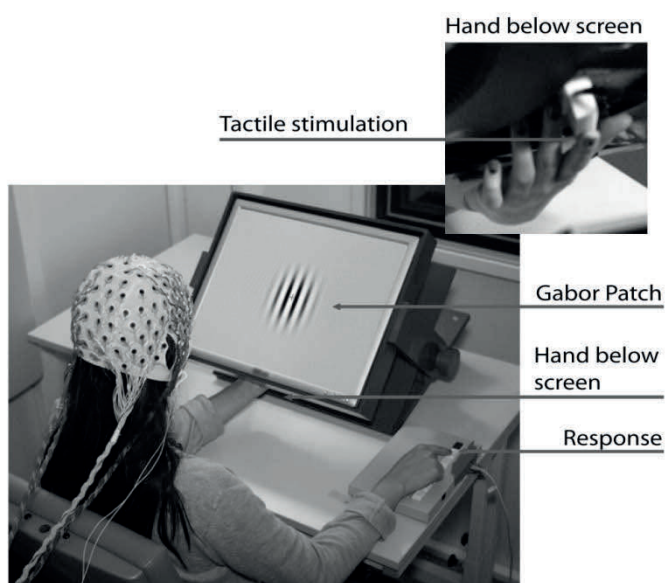 Hand below screen
Tactile stimulation
Gabor Patch
Hand below
screen
Response